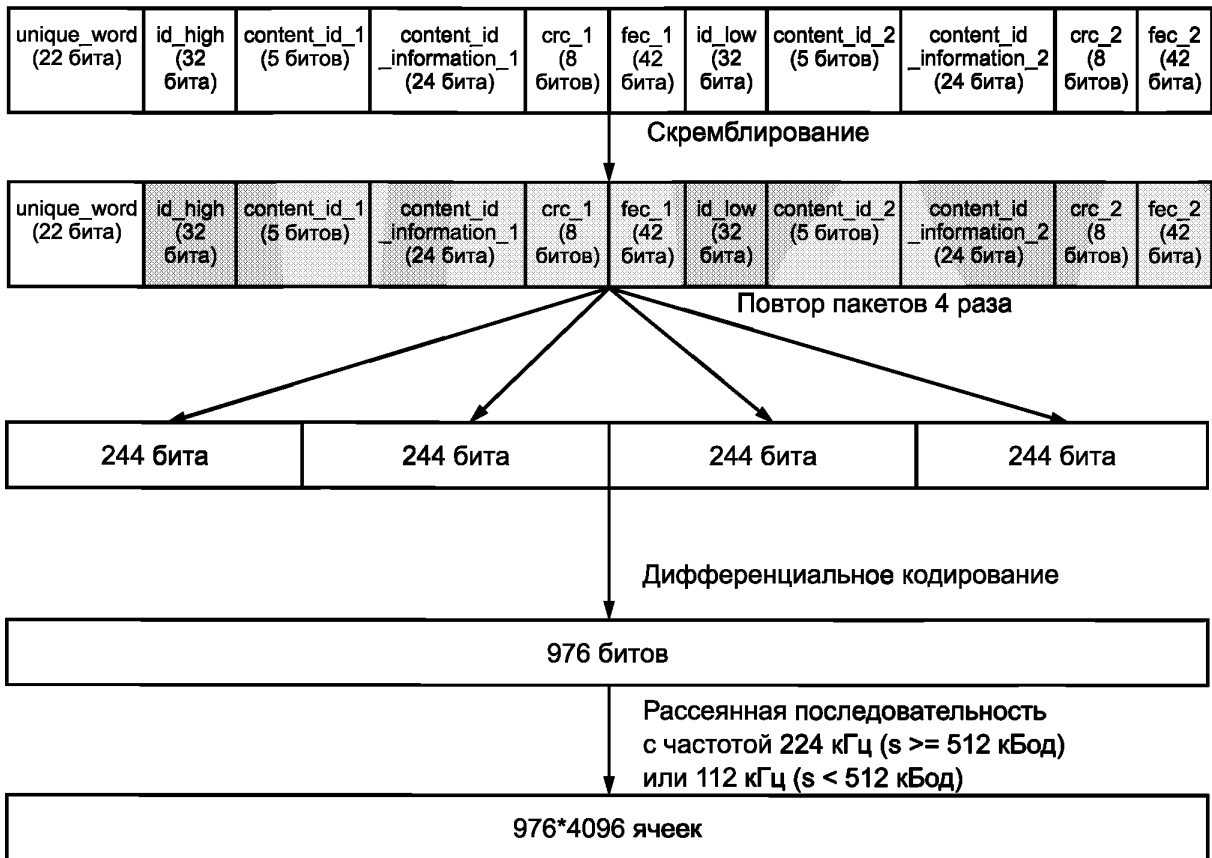 unique_word
(22 бита)
id_high
(32
бита)
content_id_1
(5 битов)
content_id
_information_1
(24 бита)
crc_1
(8
битов)
fec_1
(42
бита)
id_low
(32
бита)
content_id_2
(5 битов)
content_id
_information_2
(24 бита)
crc_2
(8
битов)
fec_2
(42
бита)
Скремблирование
unique_word
(22 бита)
id_high
(32
бита)
content_id_1
(5 битов)
content_id
_information_1
(24 бита)
crc_1
(8
битов)
fec_1
(42
бита)
id_low
(32
бита)
content_id_2
(5 битов)
content_id
_information_2
(24 бита)
crc_2
(8
битов)
fec_2
(42
бита)
Повтор пакетов 4 раза
244 бита
244 бита
244 бита
244 бита
Дифференциальное кодирование
976 битов
Рассеянная последовательность
с частотой 224 кГц (s >= 512 кБод)
или 112 кГц (s < 512 кБод)
976*4096 ячеек